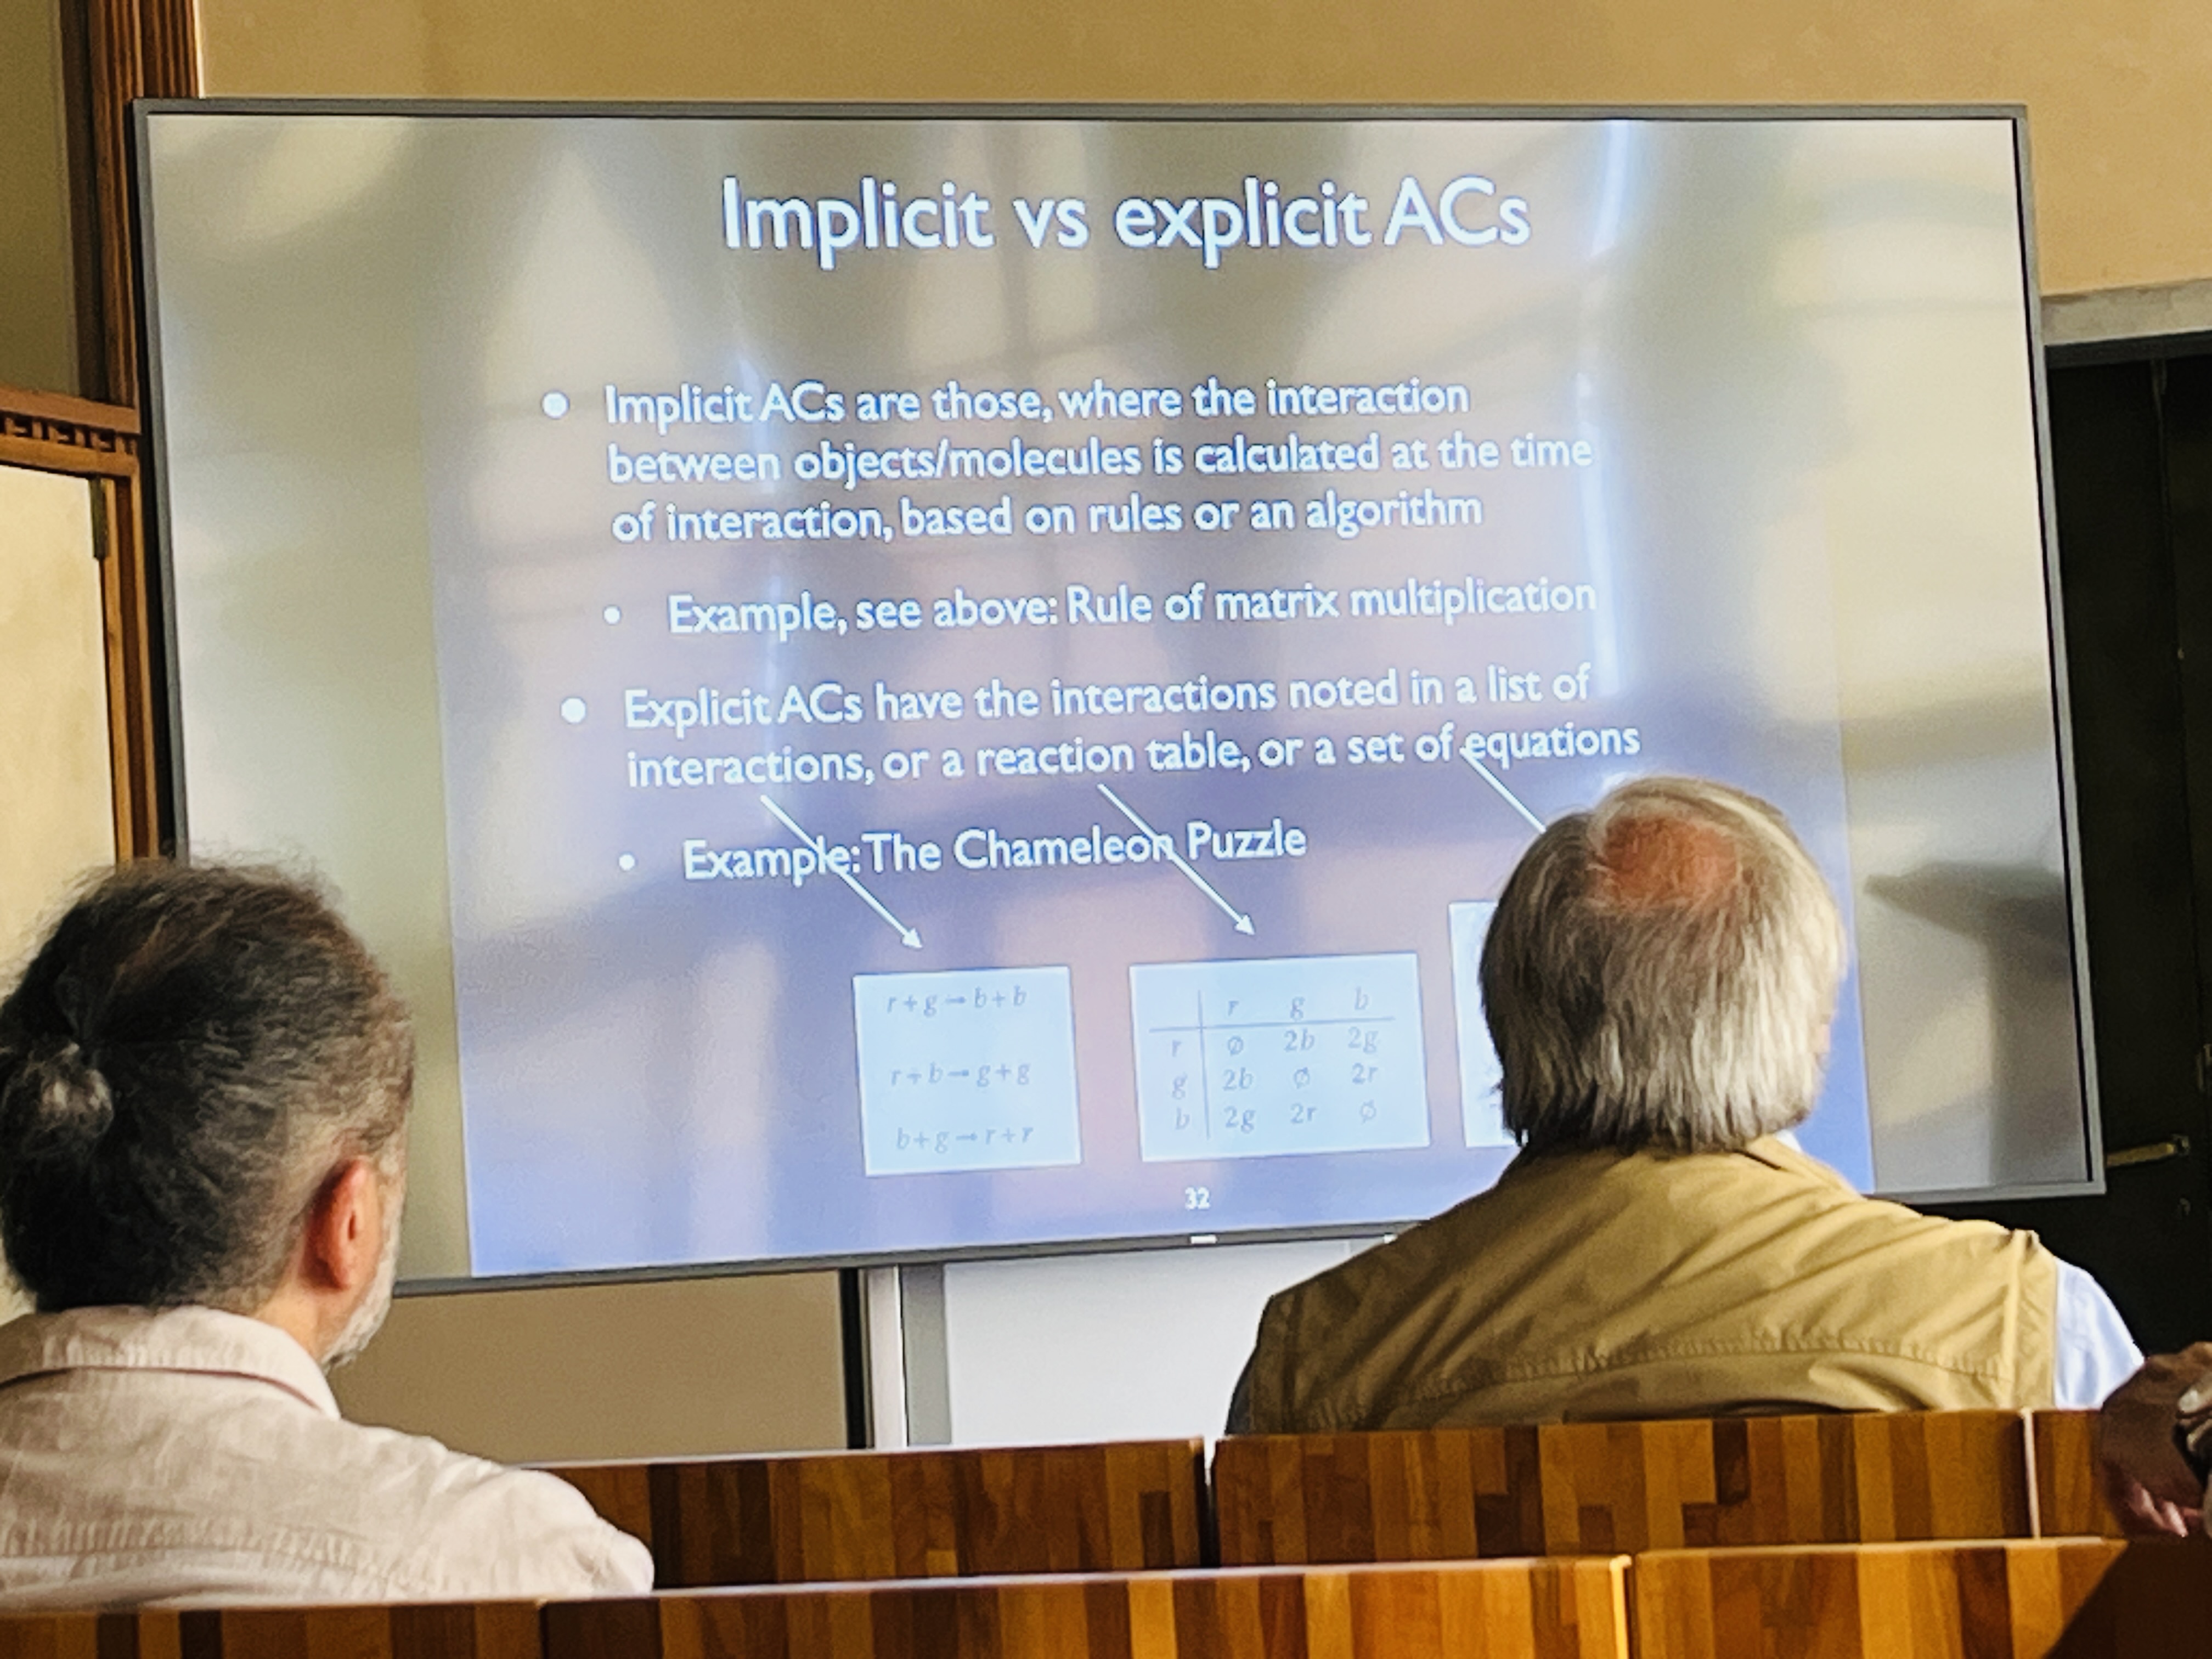 Implicit vs explicit ACs
• Implicit ACs are those, where the interaction
between objects/molecules is calculated at the time
of interaction, based on rules or an algorithm
• Example, see above: Rule of matrix multiplication
• Explicit ACs have the interactions noted in a list of
interactions, or a reaction table, or a set of equations
• Example: The Chameleon Puzzle
r+g→b+b
r+b→g+g
b+g→r+r
r g b
r ∅ 2b 2g
g 2b ∅ 2r
b 2g 2r ∅
32